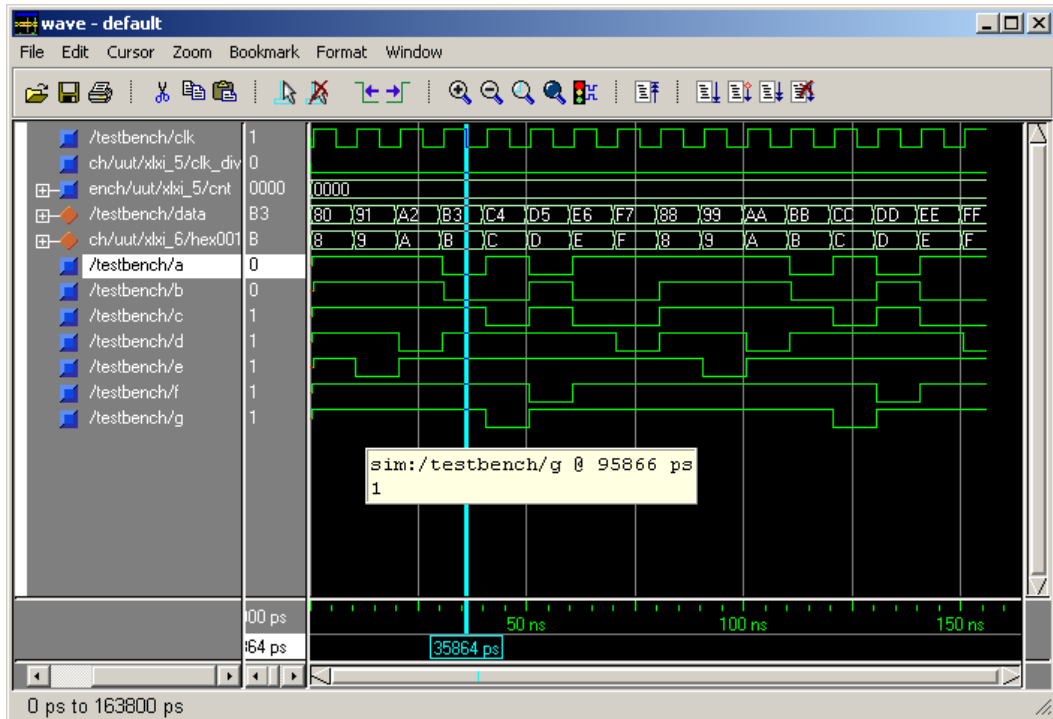 wave - default
File Edit Cursor Zoom Bookmark Format Window
/testbench/clk 1
ch/uut/xlxi_5/clk_div 0
ench/uut/xlxi_5/cnt 0000 0000
/testbench/data B3 80 91 A2 B3 C4 D5 E6 F7 88 99 AA BB CC DD EE FF
ch/uut/xlxi_6/hex001 B 8 9 A B C D E F 8 9 A B C D E F
/testbench/a 0
/testbench/b 0
/testbench/c 1
/testbench/d 1
/testbench/e 1
/testbench/f 1
/testbench/g 1
sim:/testbench/g @ 95866 ps
1
00 ps 50 ns 100 ns 150 ns
64 ps 35864 ps
0 ps to 163800 ps